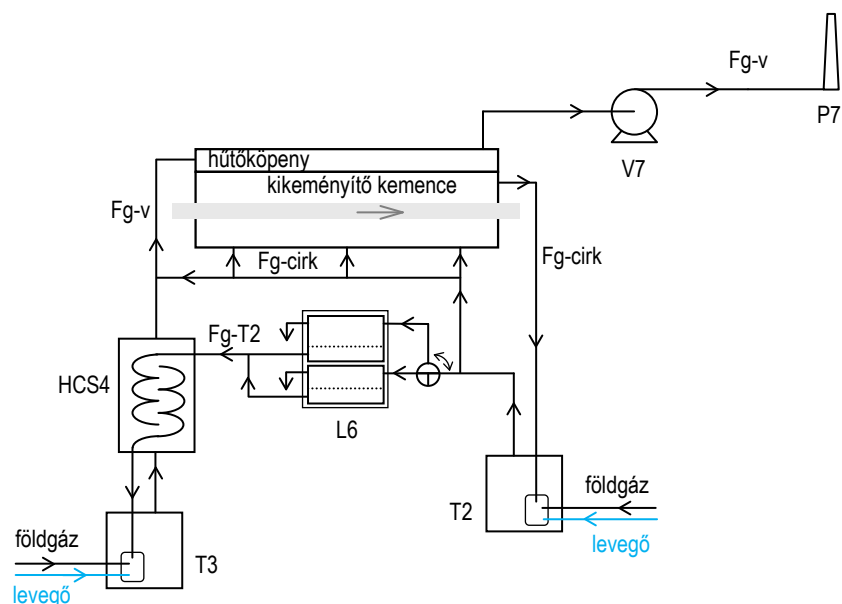 Fg-v
P7
V7
hűtőköpeny
kikeményítő kemence
Fg-v
Fg-cirk
Fg-cirk
Fg-T2
HCS4
L6
földgáz
T2
levegő
földgáz
T3
levegő